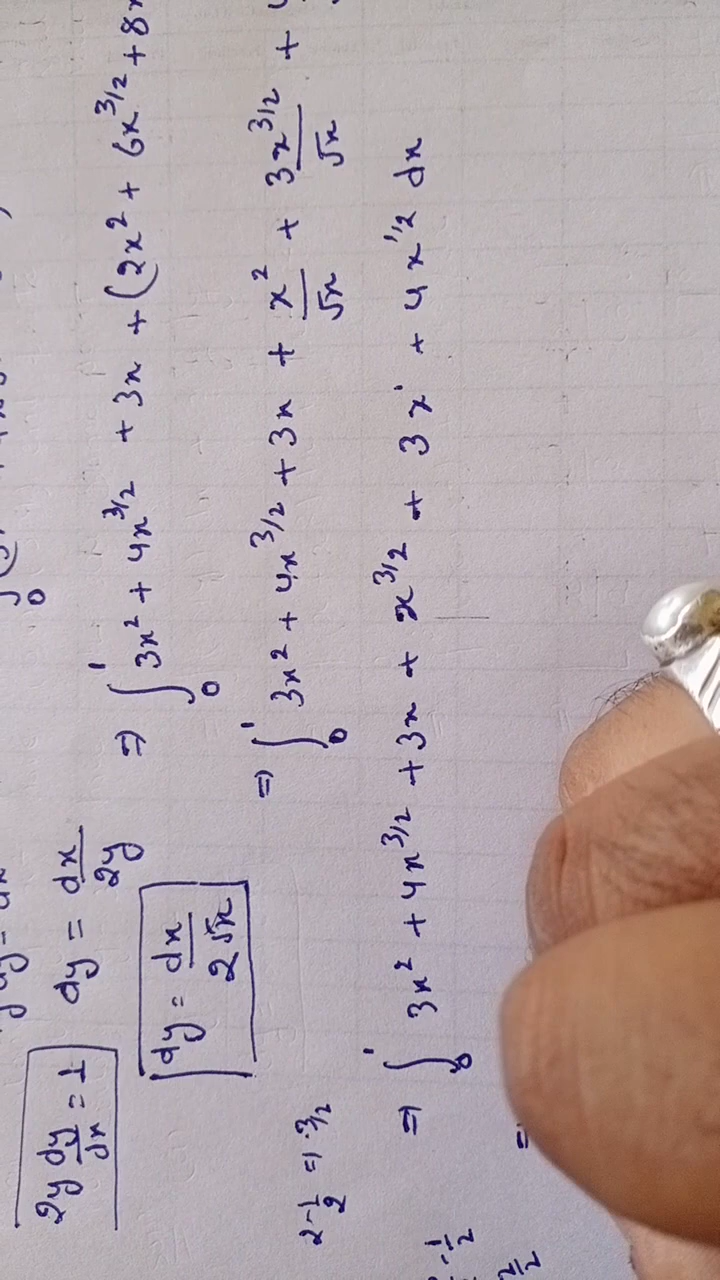 2y dy/dx = 1
dy = dx/2y
dy = dx/2√x
⇒ ∫₀¹ 3x² + 4x^3/2 + 3x + (2x² + 6x^3/2 + 8
⇒ ∫₀¹ 3x² + 4x^3/2 + 3x + x²/√x + 3x^3/2/√x +
2 - 1/2 ⇒ 3/2
⇒ ∫₀¹ 3x² + 4x^3/2 + 3x + x^3/2 + 3x¹ + 4x^1/2 dx